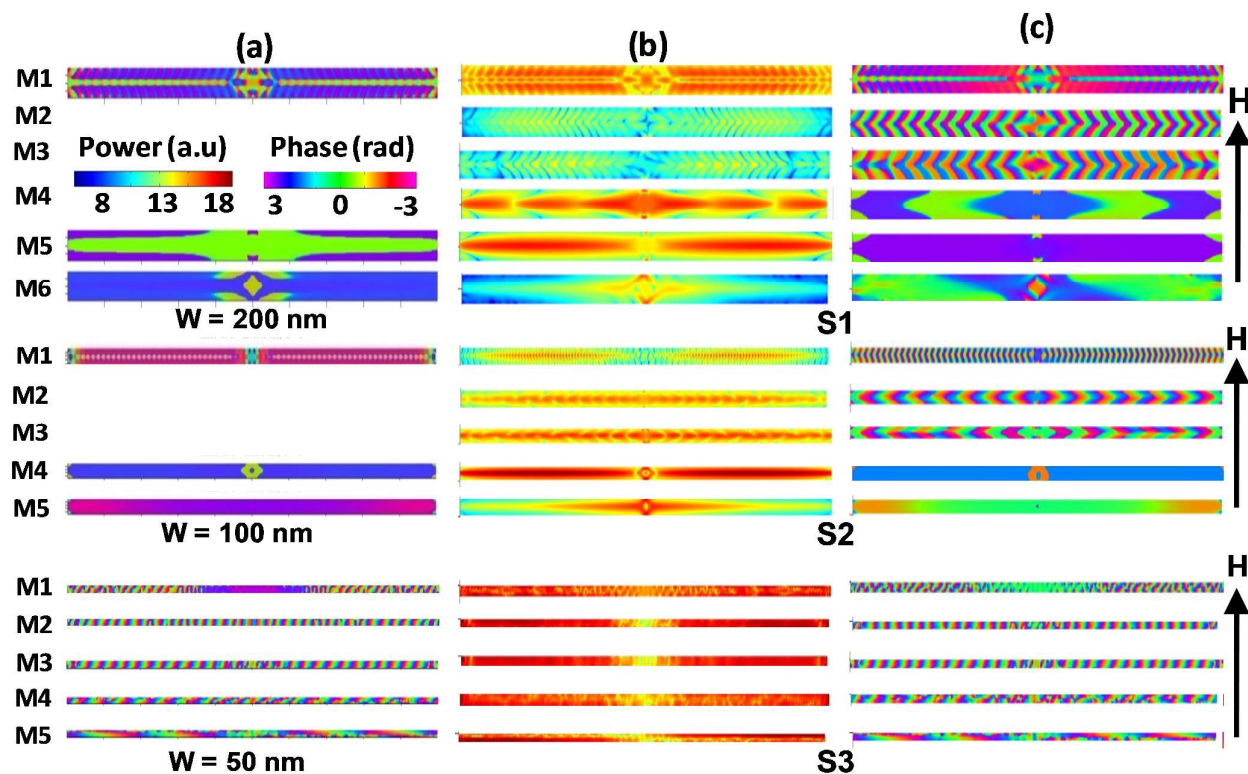 (a) (b) (c)
M1
H
M2
M3
Power (a.u) Phase (rad)
8 13 18 3 0 -3
M4
M5
M6
W = 200 nm
S1
M1
H
M2
M3
M4
M5
W = 100 nm
S2
M1
H
M2
M3
M4
M5
W = 50 nm
S3